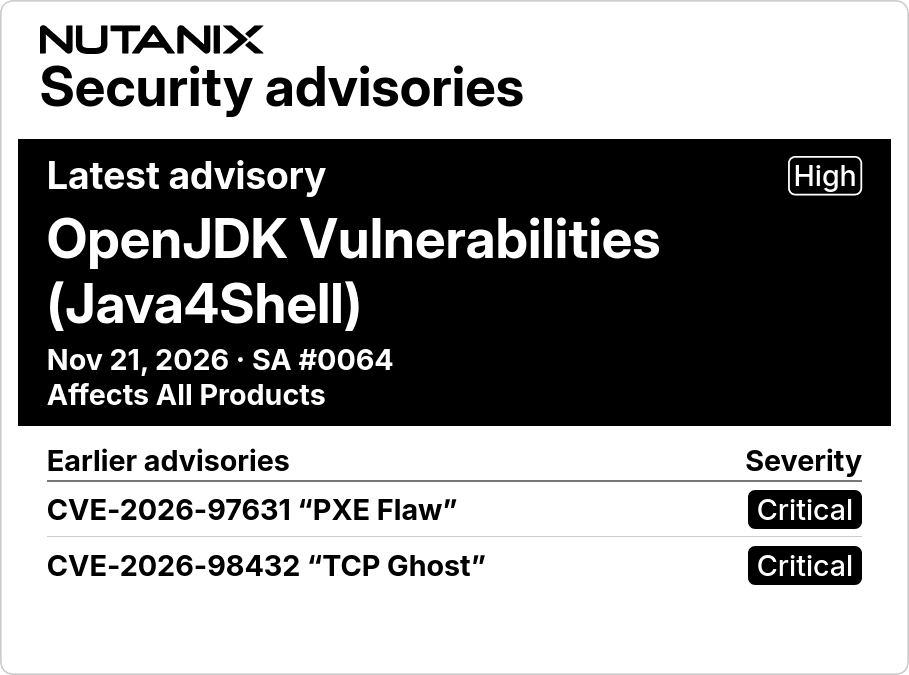 NUTANIX
Security advisories
Latest advisory
High
OpenJDK Vulnerabilities
(Java4Shell)
Nov 21, 2026 · SA #0064
Affects All Products
Earlier advisories
Severity
CVE-2026-97631 “PXE Flaw”
Critical
CVE-2026-98432 “TCP Ghost”
Critical